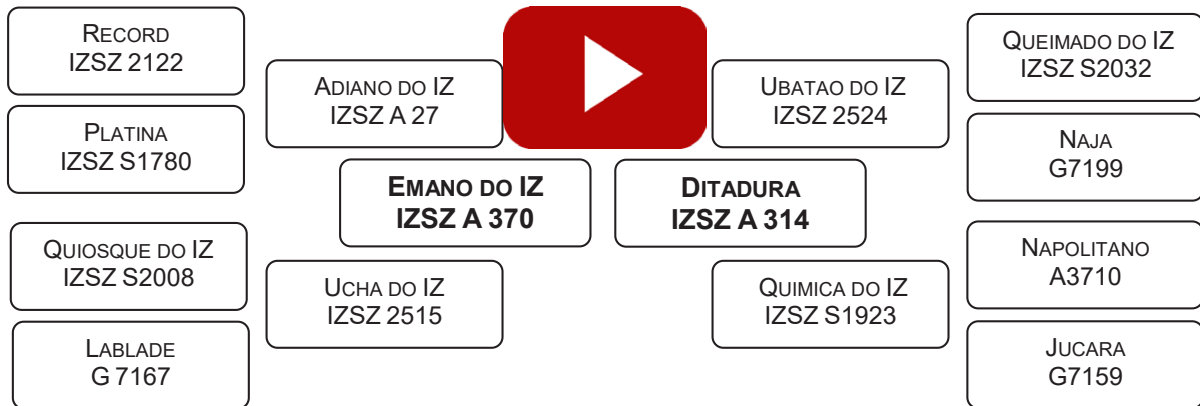 RECORD
IZSZ 2122
PLATINA
IZSZ S1780
QUIOSQUE DO IZ
IZSZ S2008
LABLADE
G 7167
ADIANO DO IZ
IZSZ A 27
UCHA DO IZ
IZSZ 2515
EMANO DO IZ
IZSZ A 370
DITADURA
IZSZ A 314
UBATAO DO IZ
IZSZ 2524
QUIMICA DO IZ
IZSZ S1923
QUEIMADO DO IZ
IZSZ S2032
NAJA
G7199
NAPOLITANO
A3710
JUCARA
G7159